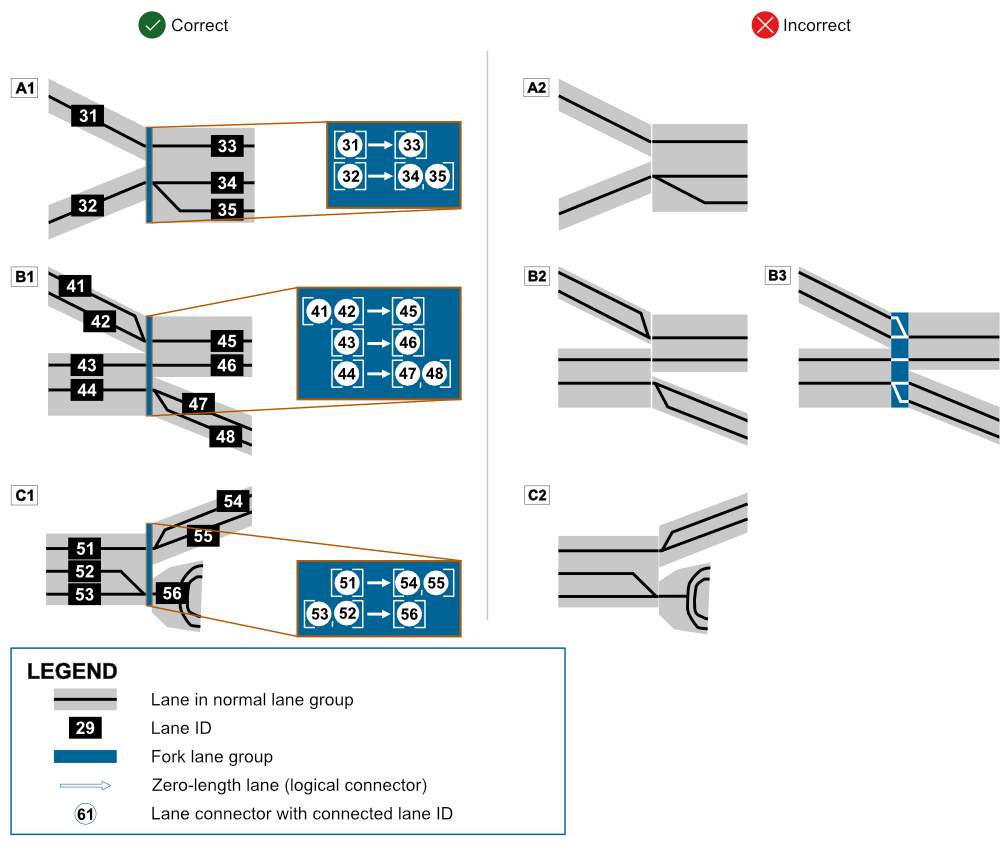 Correct
Incorrect
A1
31
32
33
34
35
31 33
32 34, 35
A2
B1
41
42
43
44
45
46
47
48
41, 42 45
43 46
44 47, 48
B2
B3
C1
51
52
53
54
55
56
51 54, 55
53, 52 56
C2
LEGEND
Lane in normal lane group
29 Lane ID
Fork lane group
Zero-length lane (logical connector)
61 Lane connector with connected lane ID